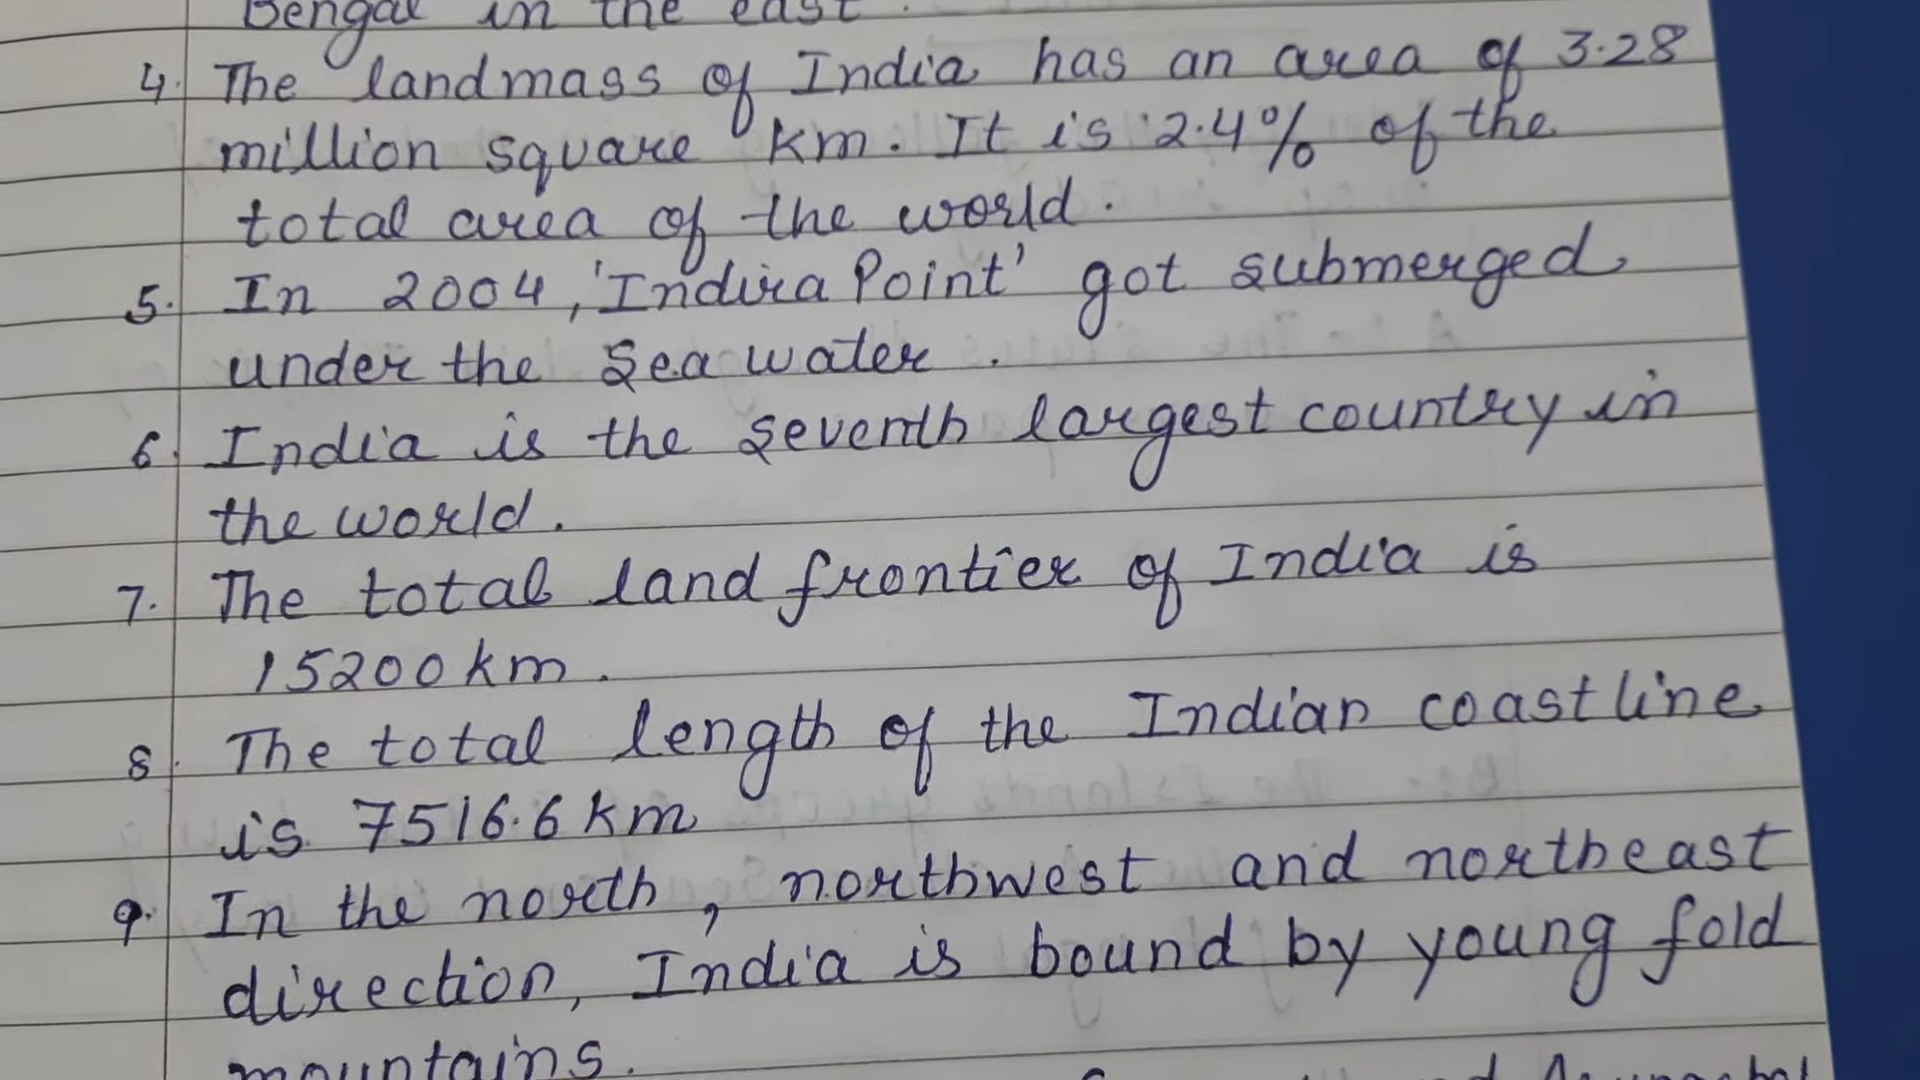 Bengal in the east.
4. The landmass of India has an area of 3.28
million square km. It is 2.4% of the
total area of the world.
5. In 2004, 'Indira Point' got submerged
under the Sea water.
6. India is the seventh largest country in
the world.
7. The total land frontier of India is
15200 km.
8. The total length of the Indian coastline
is 7516.6 km
9. In the north, northwest and northeast
direction, India is bound by young fold
mountains.